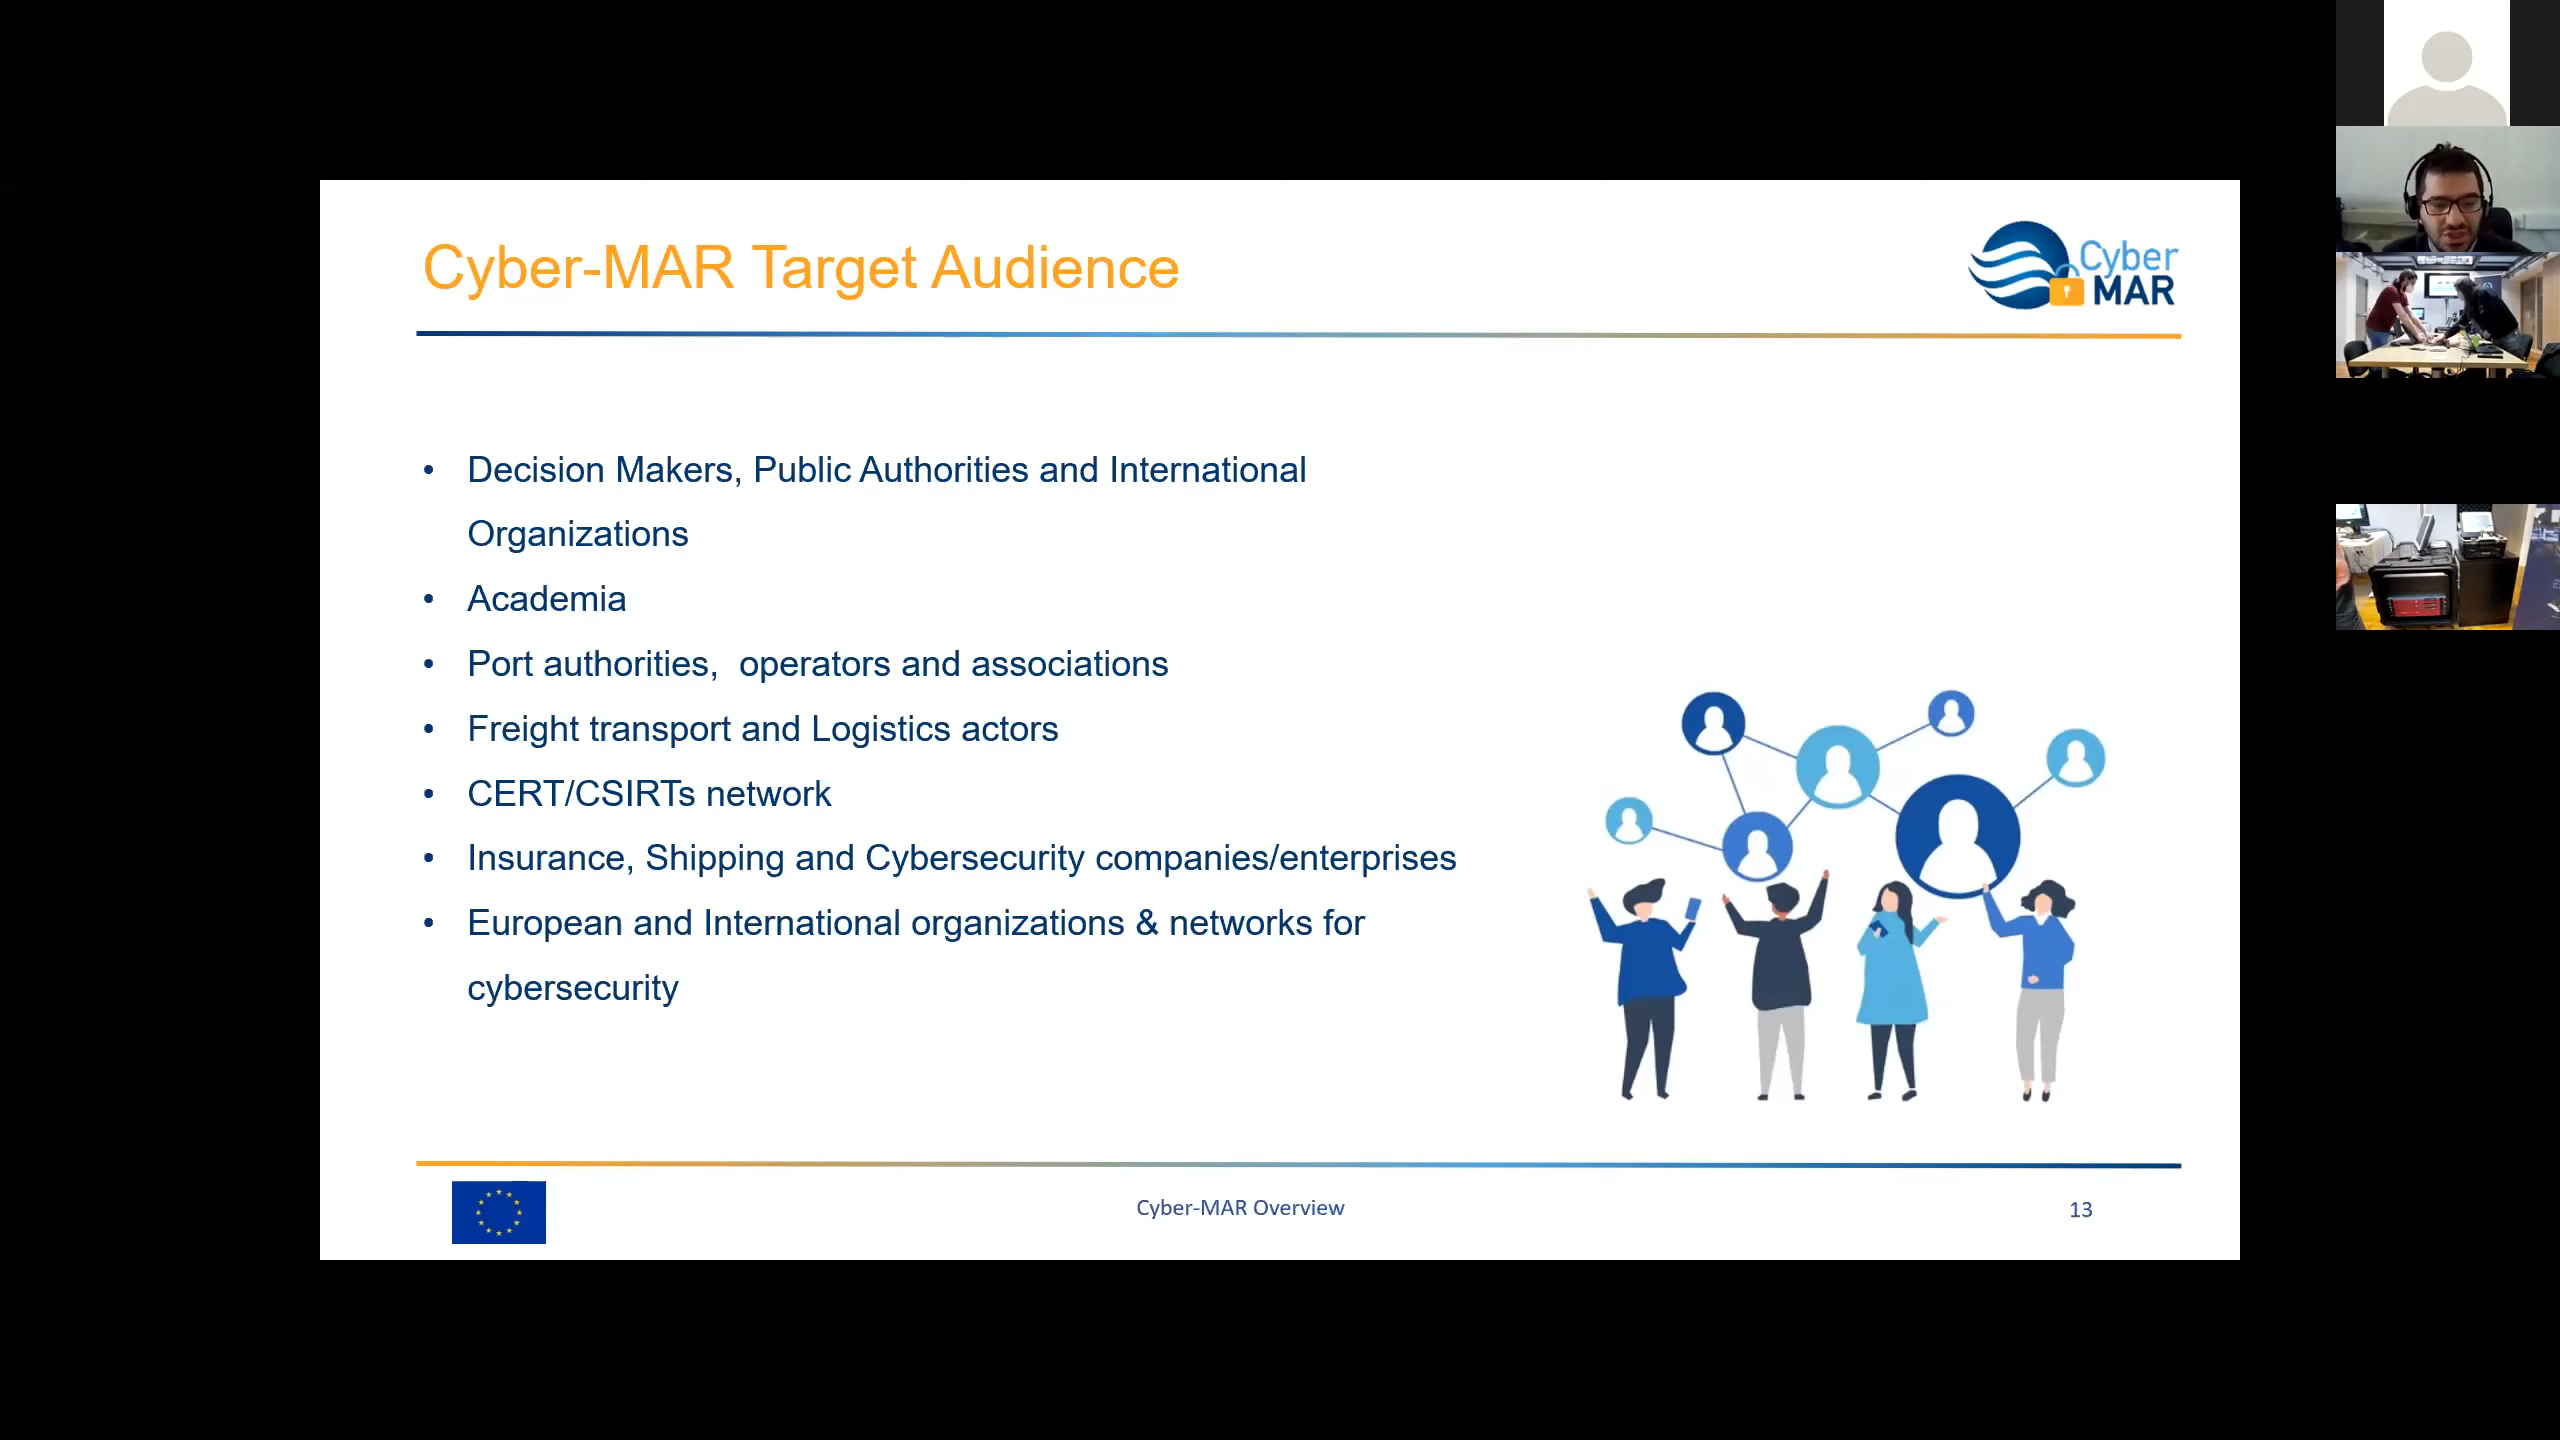 Cyber-MAR Target Audience
Cyber
MAR
• Decision Makers, Public Authorities and International
Organizations
• Academia
• Port authorities,  operators and associations
• Freight transport and Logistics actors
• CERT/CSIRTs network
• Insurance, Shipping and Cybersecurity companies/enterprises
• European and International organizations & networks for
cybersecurity
Cyber-MAR Overview
13